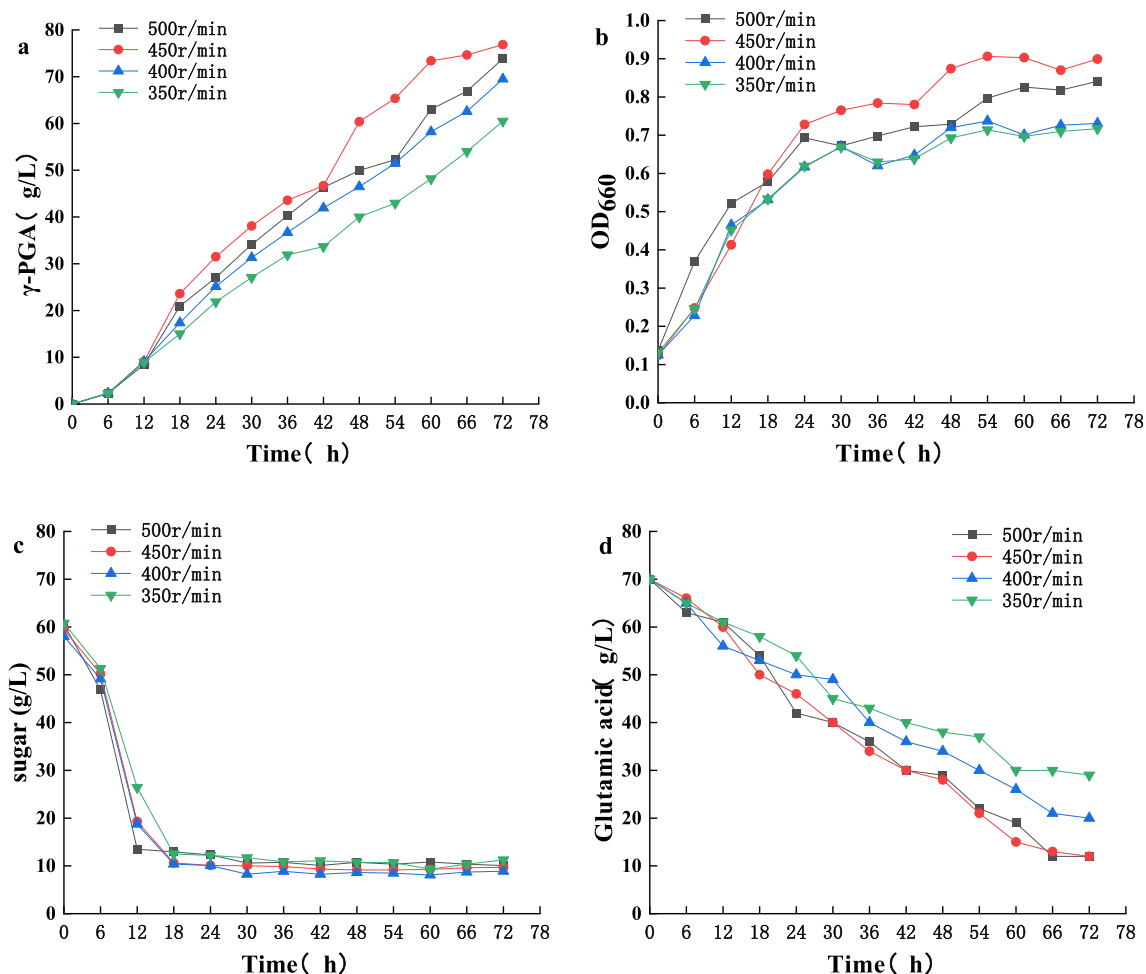 a
500r/min
450r/min
400r/min
350r/min
80
70
60
50
40
30
20
10
0
γ-PGA( g/L)
0 6 12 18 24 30 36 42 48 54 60 66 72 78
Time( h)
b
500r/min
450r/min
400r/min
350r/min
1.0
0.9
0.8
0.7
0.6
0.5
0.4
0.3
0.2
0.1
0.0
OD660
0 6 12 18 24 30 36 42 48 54 60 66 72 78
Time( h)
c
500r/min
450r/min
400r/min
350r/min
80
70
60
50
40
30
20
10
0
sugar (g/L)
0 6 12 18 24 30 36 42 48 54 60 66 72 78
Time( h)
d
500r/min
450r/min
400r/min
350r/min
80
70
60
50
40
30
20
10
0
Glutamic acid( g/L)
0 6 12 18 24 30 36 42 48 54 60 66 72 78
Time( h)